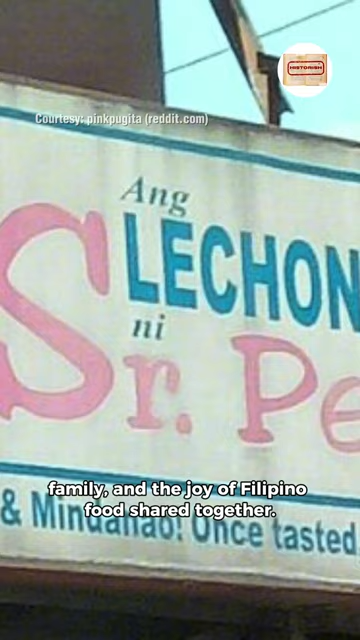 HISTORISH
Courtesy: pinkpugita (reddit.com)
Ang
LECHON
ni
Sr. Pe
family, and the joy of Filipino
food shared together.
& Mindanao! Once tasted